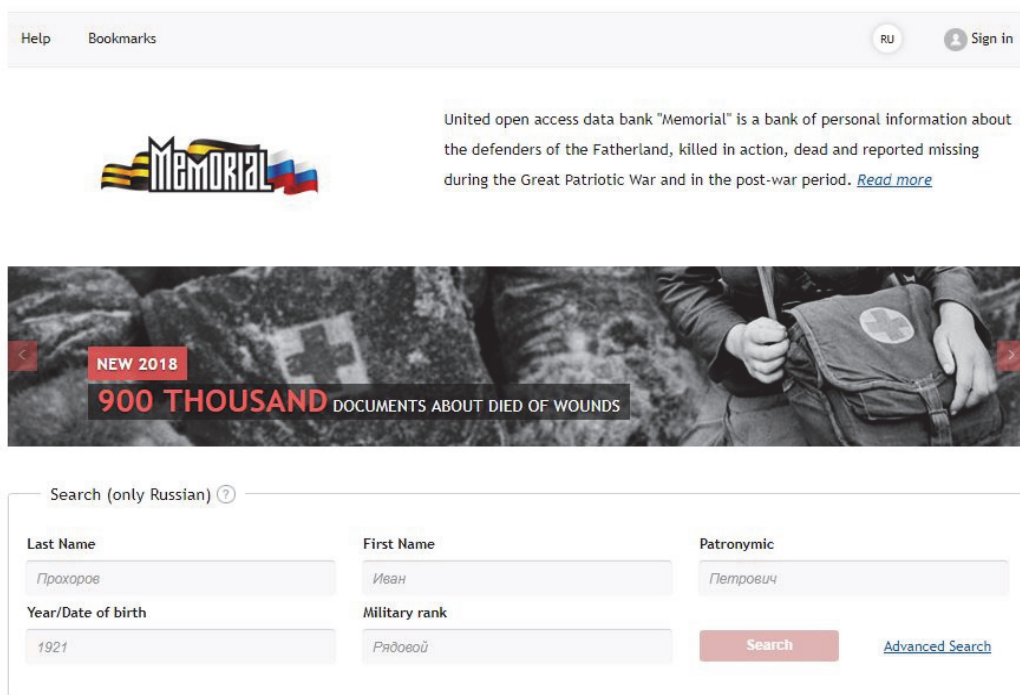 Help Bookmarks RU Sign in
MEMORIAL
United open access data bank "Memorial" is a bank of personal information about
the defenders of the Fatherland, killed in action, dead and reported missing
during the Great Patriotic War and in the post-war period. Read more
NEW 2018
900 THOUSAND DOCUMENTS ABOUT DIED OF WOUNDS
Search (only Russian) ?
Last Name First Name Patronymic
Прохоров Иван Петрович
Year/Date of birth Military rank
1921 Рядовой Search Advanced Search